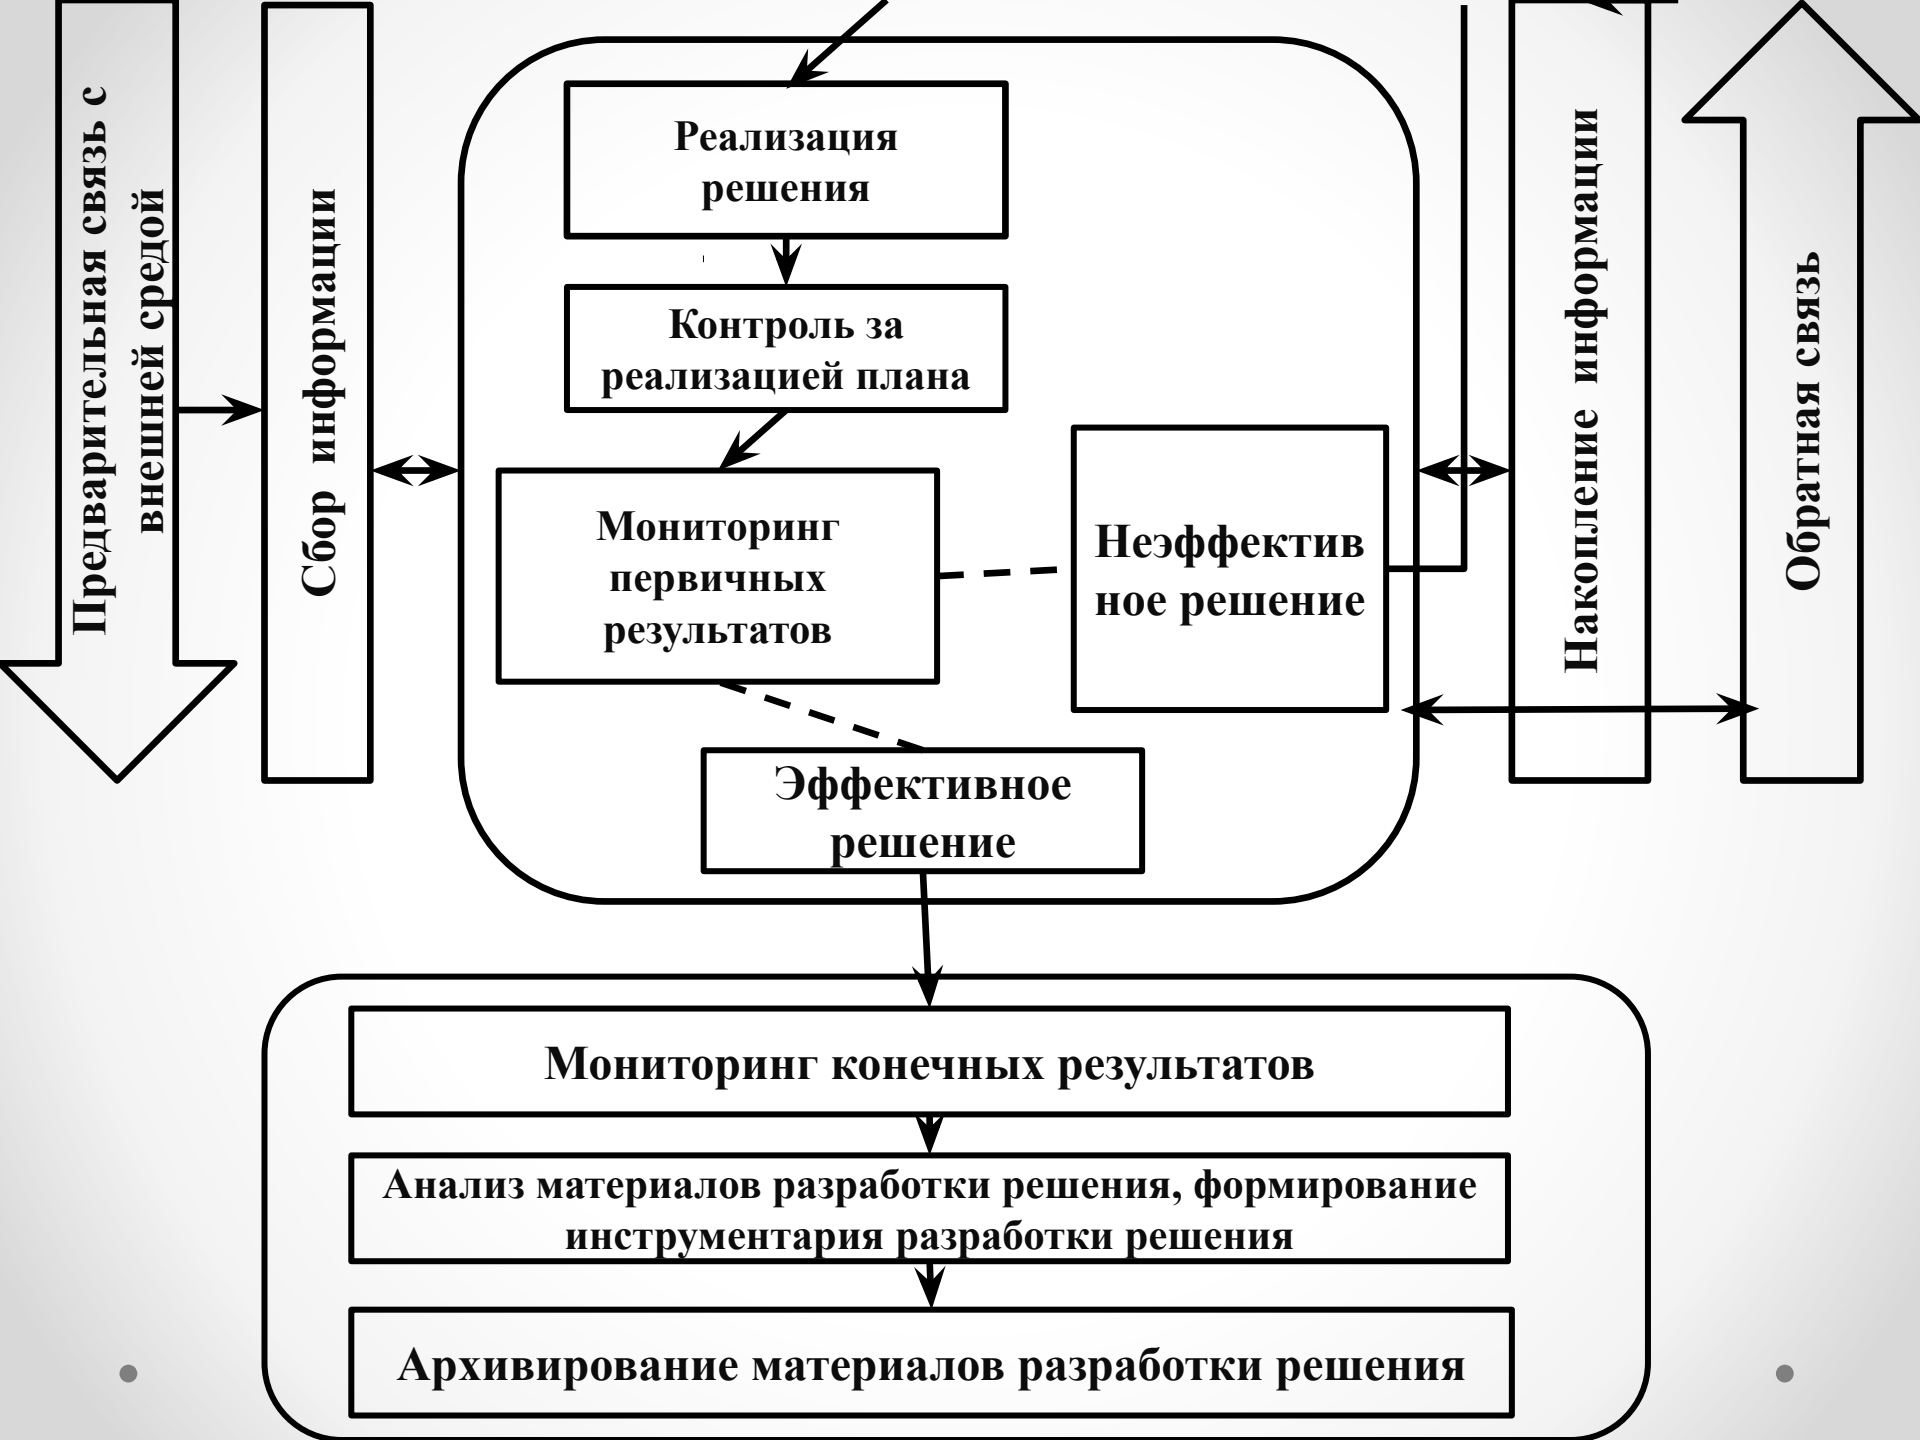 Предварительная связь с
внешней средой
Сбор информации
Реализация
решения
Контроль за
реализацией плана
Мониторинг
первичных
результатов
Неэффектив
ное решение
Эффективное
решение
Накопление информации
Обратная связь
Мониторинг конечных результатов
Анализ материалов разработки решения, формирование
инструментария разработки решения
Архивирование материалов разработки решения